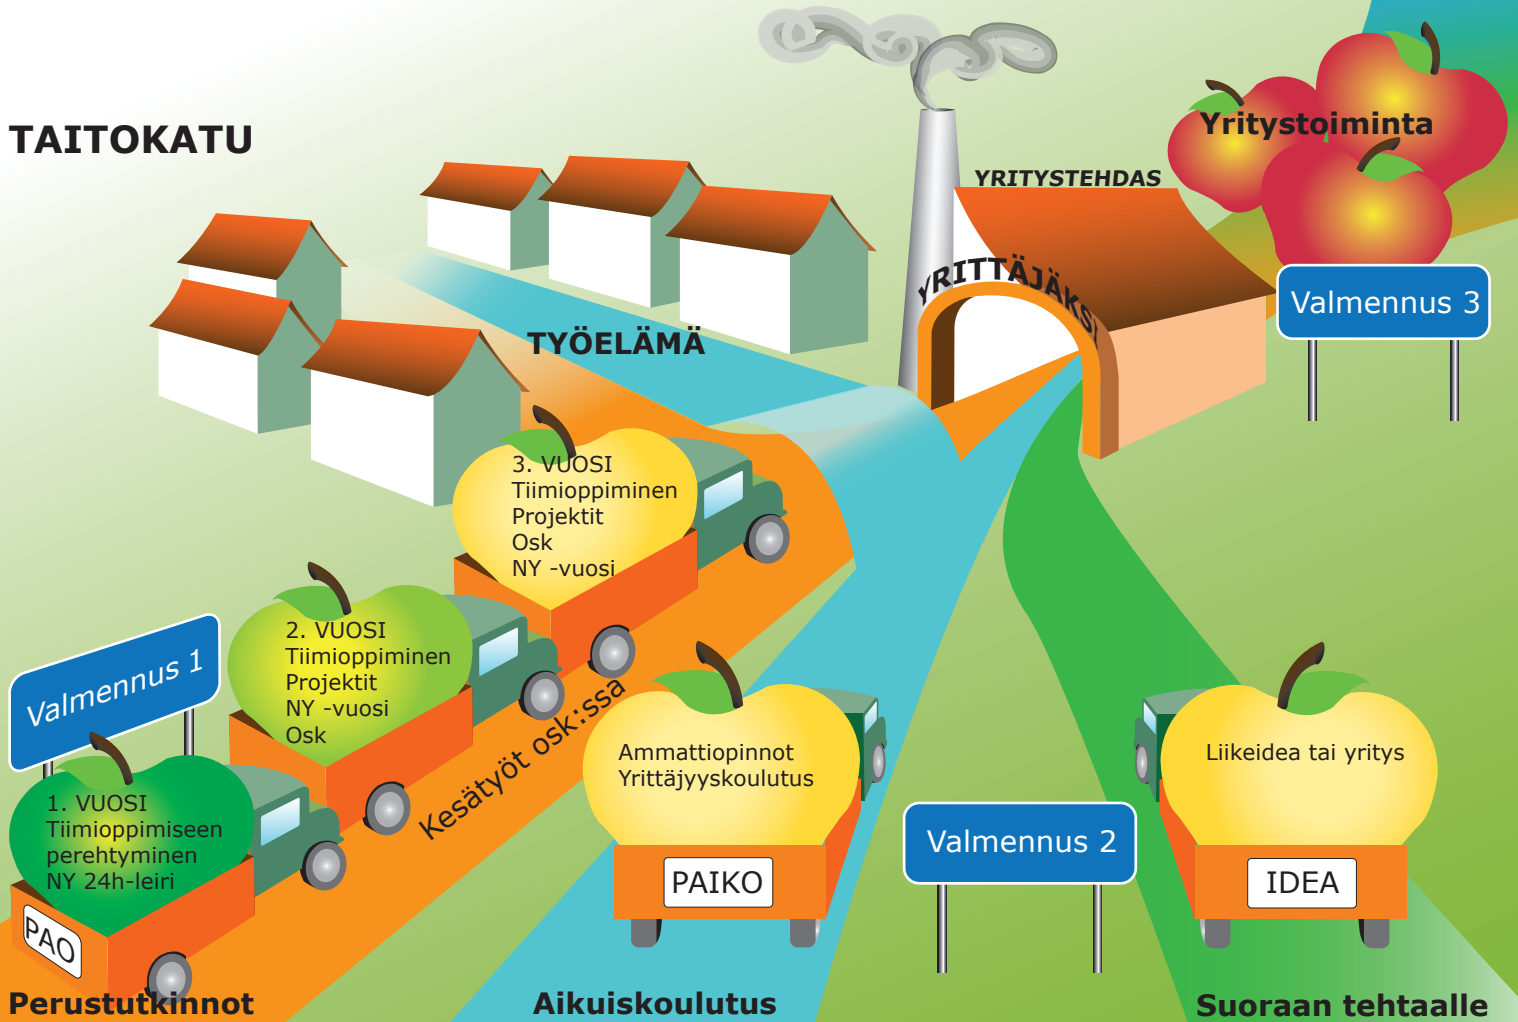 TAITOKATU
YRITYSTEHDAS
YRITTÄJÄKSI
Yritystoiminta
Valmennus 3
TYÖELÄMÄ
3. VUOSI
Tiimioppiminen
Projektit
Osk
NY -vuosi
2. VUOSI
Tiimioppiminen
Projektit
NY -vuosi
Osk
Valmennus 1
1. VUOSI
Tiimioppimiseen
perehtyminen
NY 24h-leiri
PAO
Kesätyöt osk:ssa
Perustutkinnot
Ammattiopinnot
Yrittäjyyskoulutus
PAIKO
Aikuiskoulutus
Valmennus 2
Liikeidea tai yritys
IDEA
Suoraan tehtaalle